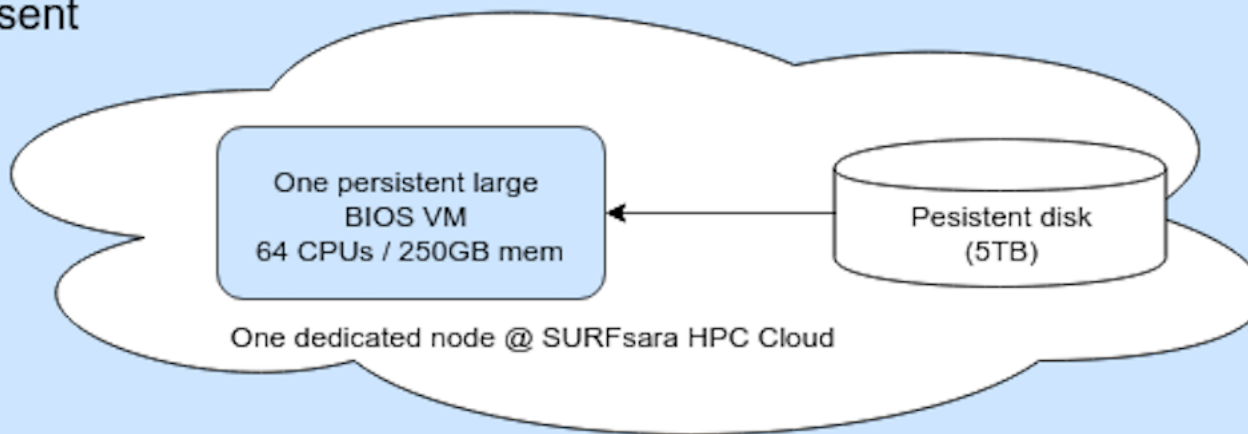 sent
One persistent large
BIOS VM
64 CPUs / 250GB mem
Pesistent disk
(5TB)
One dedicated node @ SURFsara HPC Cloud